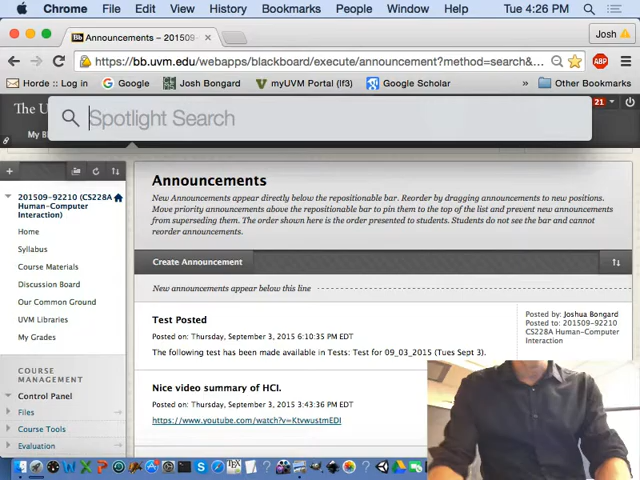 Chrome File Edit View History Bookmarks People Window Help Tue 4:26 PM
Announcements – 201509-
Josh
https://bb.uvm.edu/webapps/blackboard/execute/announcement?method=search&...
ABP
Horde :: Log in Google Josh Bongard myUVM Portal (lf3) Google Scholar Other Bookmarks
The U
Spotlight Search
21
My Bl
201509-92210 (CS228A
Human-Computer
Interaction)
Home
Syllabus
Course Materials
Discussion Board
Our Common Ground
UVM Libraries
My Grades
COURSE
MANAGEMENT
Control Panel
Files
Course Tools
Evaluation
Announcements
New Announcements appear directly below the repositionable bar. Reorder by dragging announcements to new positions.
Move priority announcements above the repositionable bar to pin them to the top of the list and prevent new announcements
from superseding them. The order shown here is the order presented to students. Students do not see the bar and cannot
reorder announcements.
Create Announcement
New announcements appear below this line
Test Posted
Posted on: Thursday, September 3, 2015 6:10:35 PM EDT
The following test has been made available in Tests: Test for 09_03_2015 (Tues Sept 3).
Posted by: Joshua Bongard
Posted to: 201509-92210
(CS228A Human-Computer
Interaction
Nice video summary of HCI.
Posted on: Thursday, September 3, 2015 3:43:36 PM EDT
https://www.youtube.com/watch?v=KtvwustmEDI